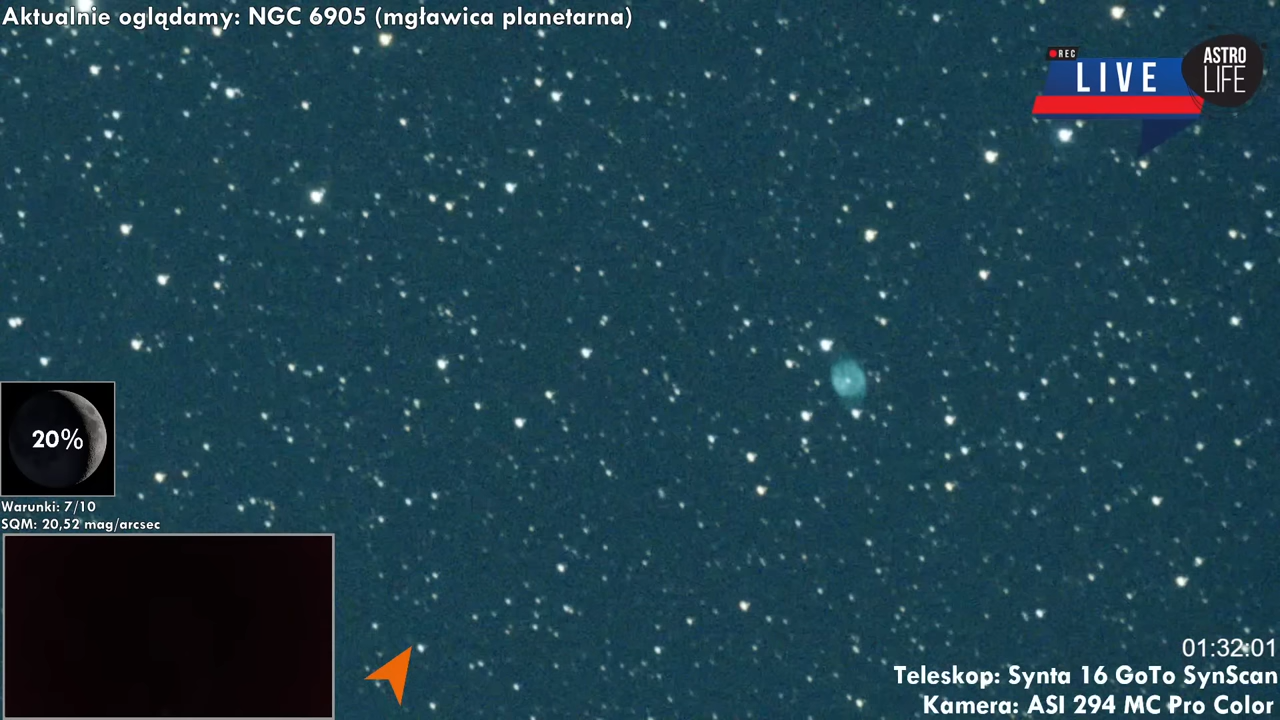 Aktualnie oglądamy: NGC 6905 (mgławica planetarna)
REC
LIVE
ASTRO
LIFE
20%
Warunki: 7/10
SQM: 20,52 mag/arcsec
01:32:01
Teleskop: Synta 16 GoTo SynScan
Kamera: ASI 294 MC Pro Color